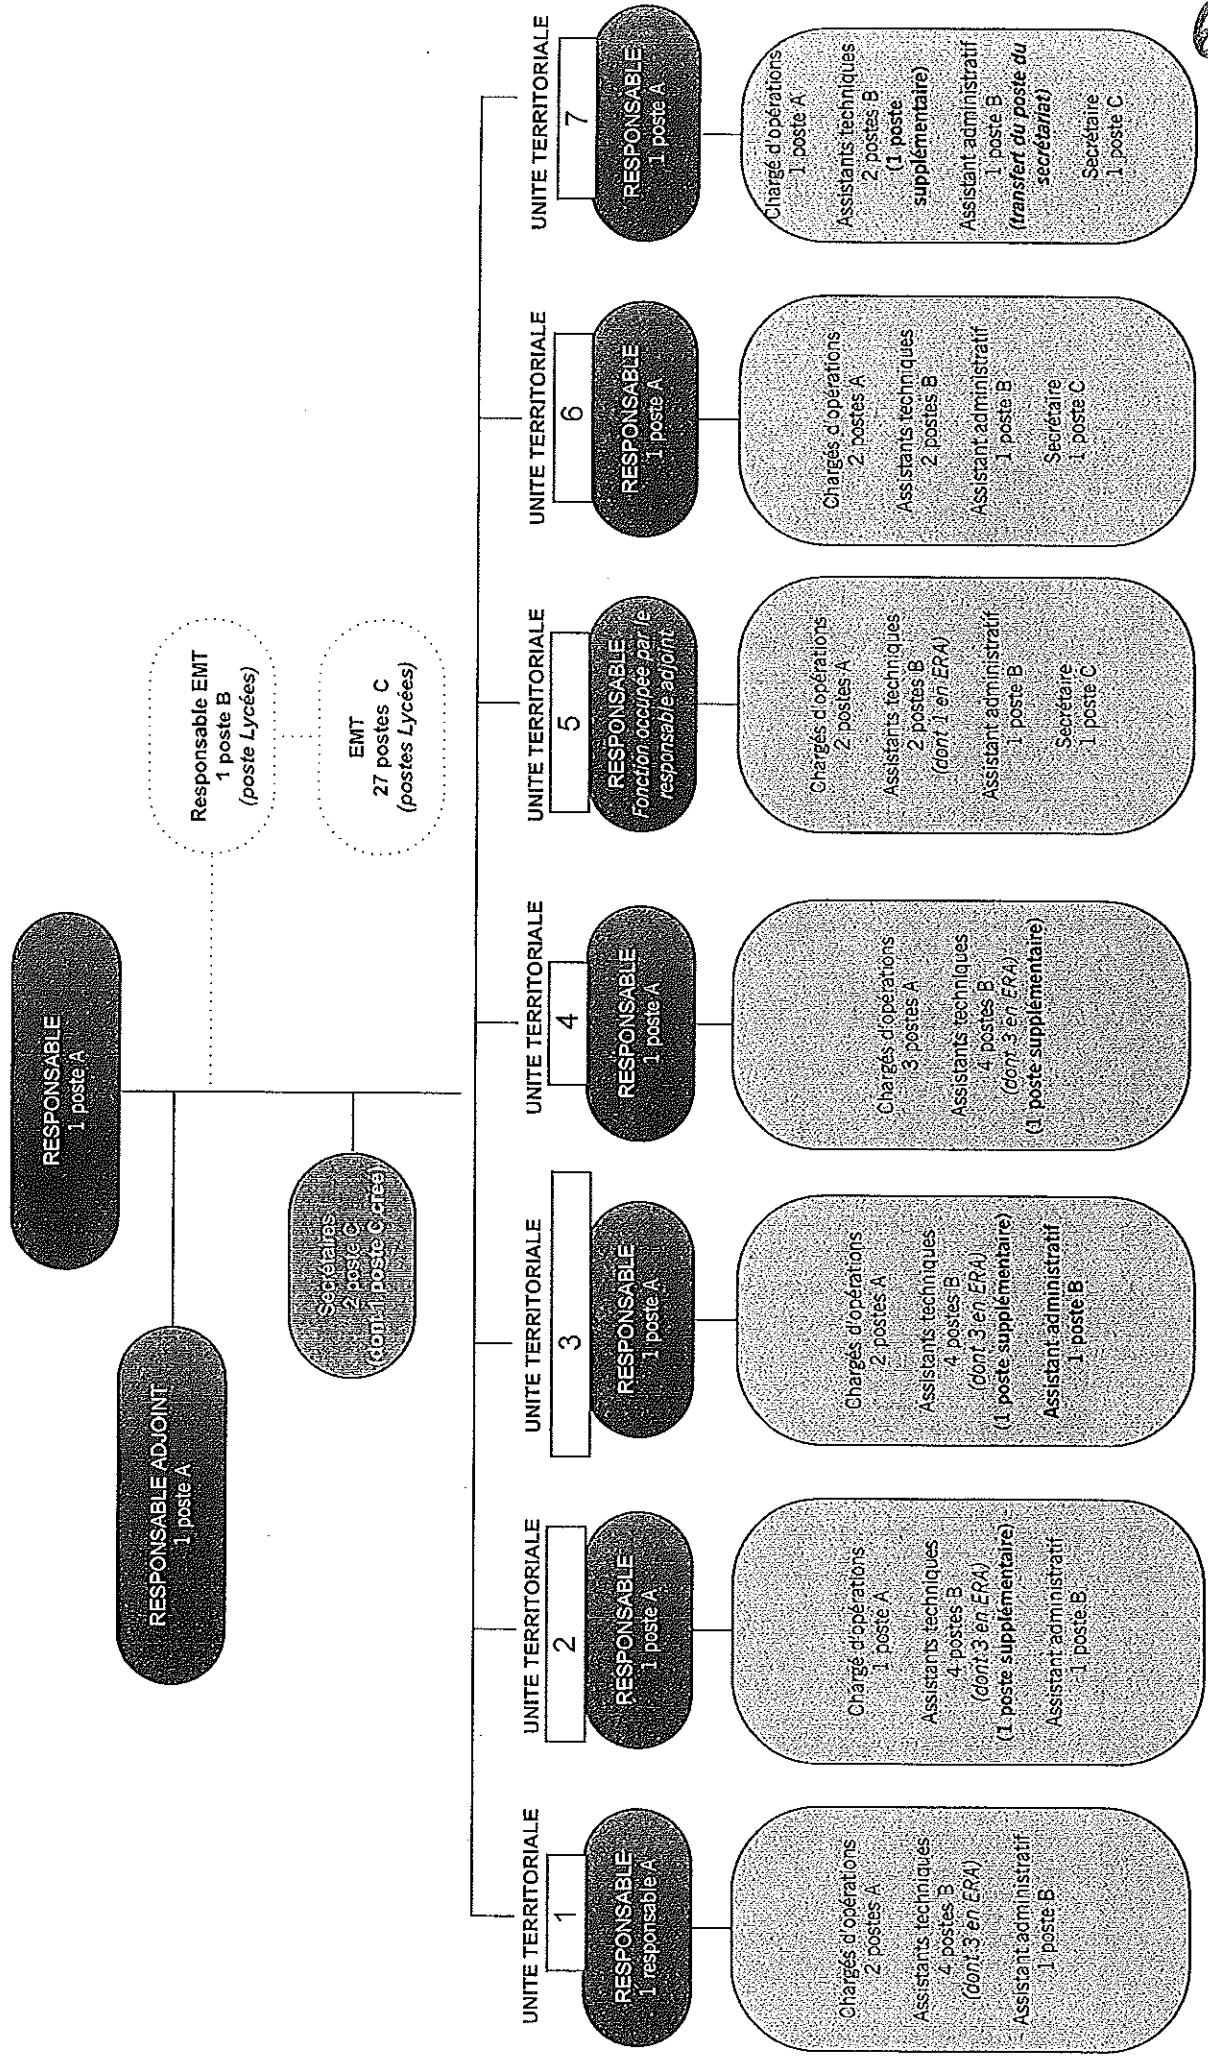 RESPONSABLE
1 poste A
RESPONSABLE ADJOINT
1 poste A
Responsable EMT
1 poste B
(poste Lycées)
EMT
27 postes C
(postes Lycées)
Secrétaires
2 poste C
(dont 1 poste C créé)
UNITE TERRITORIALE
1
RESPONSABLE
1 responsable A
Chargés d'opérations
2 postes A
Assistants techniques
4 postes B
(dont 3 en ERA)
Assistant administratif
1 poste B
UNITE TERRITORIALE
2
RESPONSABLE
1 poste A
Chargé d'opérations
1 poste A
Assistants techniques
4 postes B
(dont 3 en ERA)
(1 poste supplémentaire)
Assistant administratif
1 poste B
UNITE TERRITORIALE
3
RESPONSABLE
1 poste A
Chargés d'opérations
2 postes A
Assistants techniques
4 postes B
(dont 3 en ERA)
(1 poste supplémentaire)
Assistant administratif
1 poste B
UNITE TERRITORIALE
4
RESPONSABLE
1 poste A
Chargés d'opérations
3 postes A
Assistants techniques
4 postes B
(dont 3 en ERA)
(1 poste supplémentaire)
UNITE TERRITORIALE
5
RESPONSABLE
Fonction occupée par le
responsable adjoint
Chargés d'opérations
2 postes A
Assistants techniques
2 postes B
(dont 1 en ERA)
Assistant administratif
1 poste B
Secrétaire
1 poste C
UNITE TERRITORIALE
6
RESPONSABLE
1 poste A
Chargés d'opérations
2 postes A
Assistants techniques
2 postes B
Assistant administratif
1 poste B
Secrétaire
1 poste C
UNITE TERRITORIALE
7
RESPONSABLE
1 poste A
Chargé d'opérations
1 poste A
Assistants techniques
2 postes B
(1 poste
supplémentaire)
Assistant administratif
1 poste B
(transfert du poste du
secrétariat)
Secrétaire
1 poste C